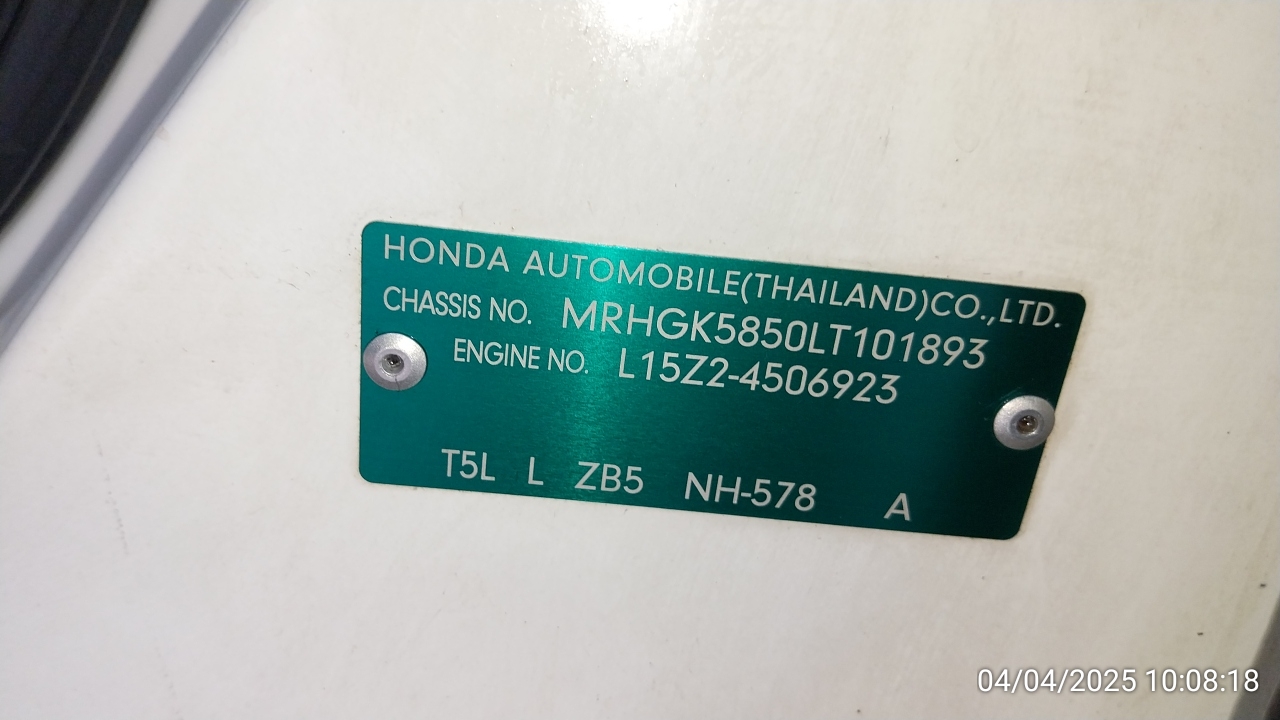 HONDA AUTOMOBILE(THAILAND)CO.,LTD.
CHASSIS NO. MRHGK5850LT101893
ENGINE NO. L15Z2-4506923
T5L L ZB5 NH-578 A
04/04/2025 10:08:18